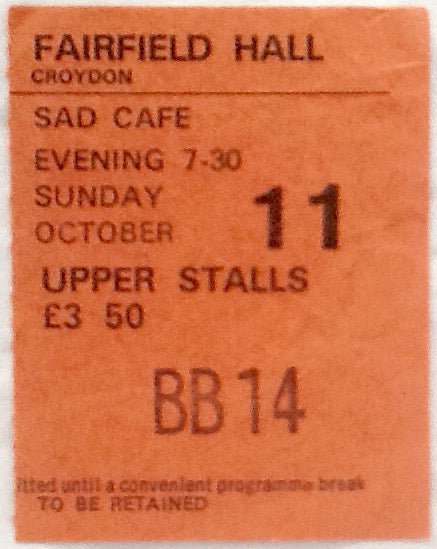 FAIRFIELD HALL
CROYDON
SAD CAFE
EVENING 7-30
SUNDAY
OCTOBER 11
UPPER STALLS
£3 50
BB 14
itted until a convenient programme break
TO BE RETAINED